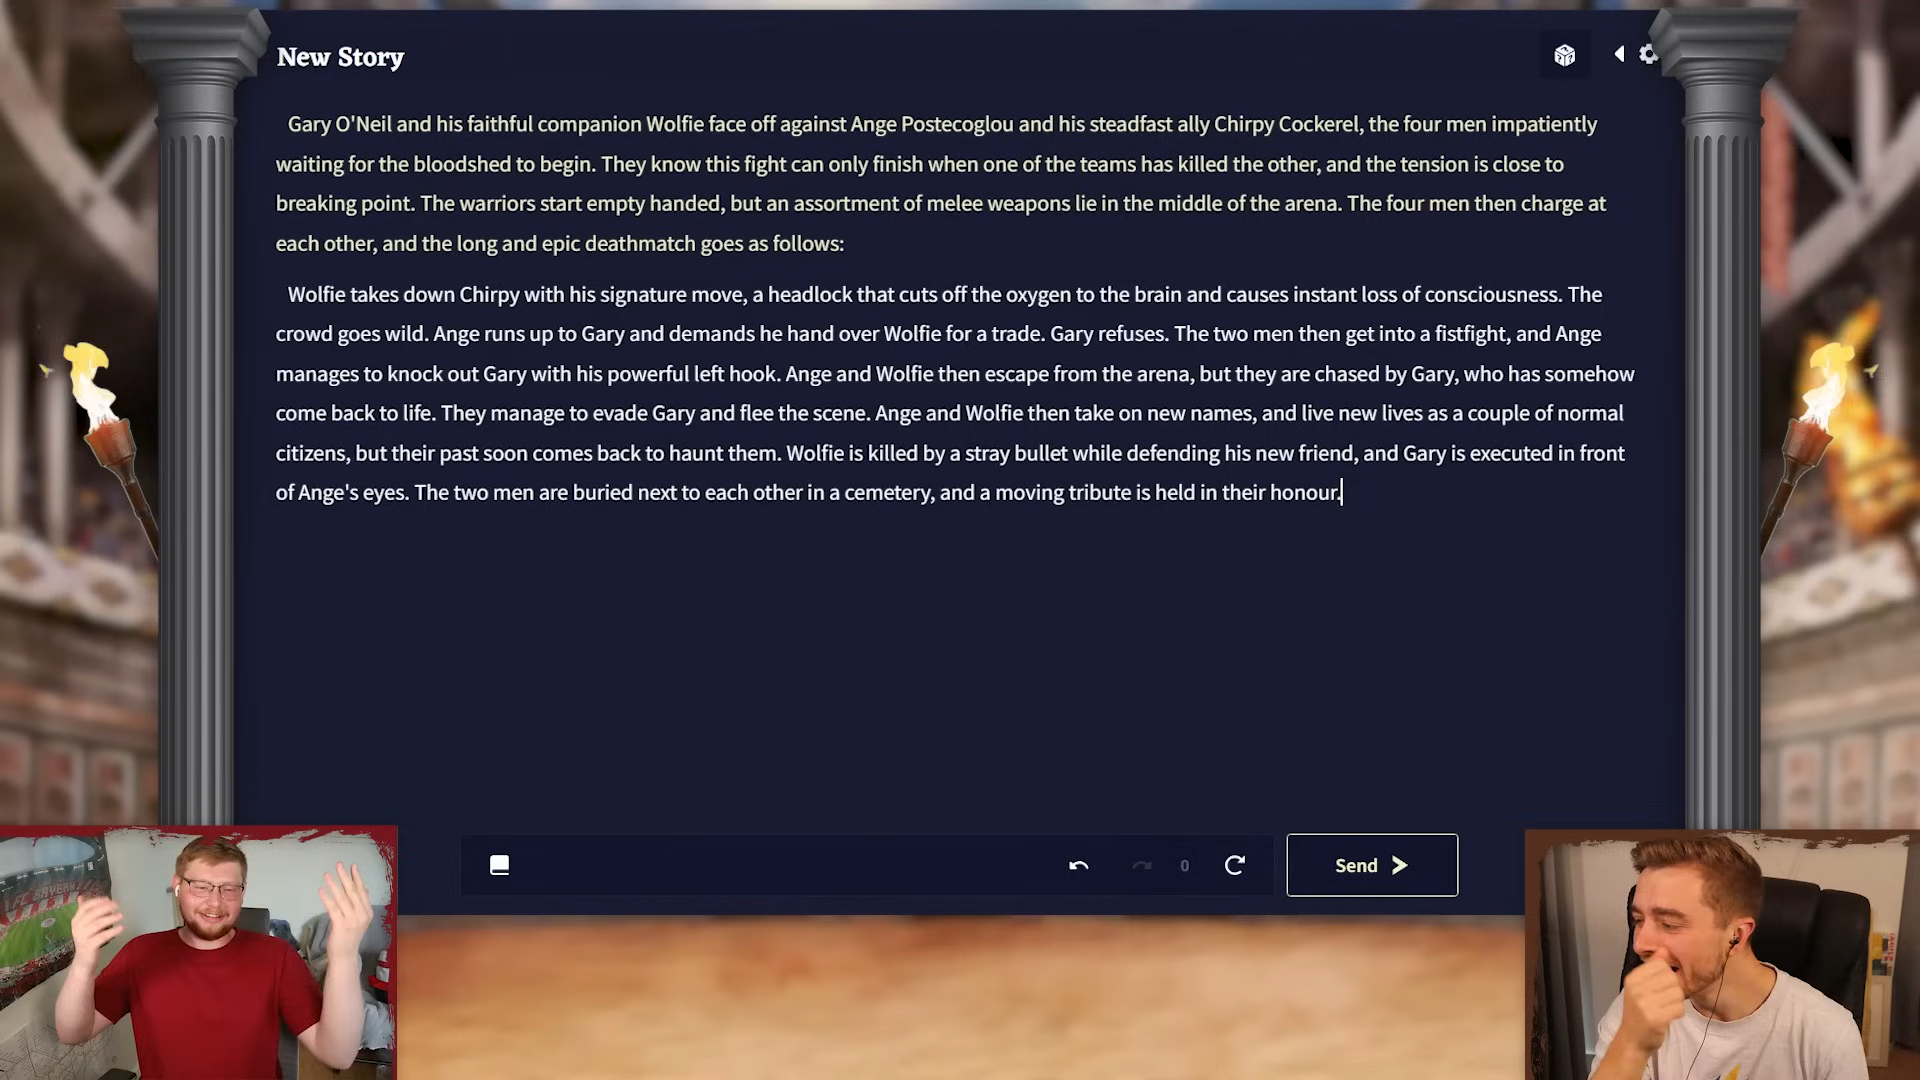 New Story
Gary O'Neil and his faithful companion Wolfie face off against Ange Postecoglou and his steadfast ally Chirpy Cockerel, the four men impatiently
waiting for the bloodshed to begin. They know this fight can only finish when one of the teams has killed the other, and the tension is close to
breaking point. The warriors start empty handed, but an assortment of melee weapons lie in the middle of the arena. The four men then charge at
each other, and the long and epic deathmatch goes as follows:
Wolfie takes down Chirpy with his signature move, a headlock that cuts off the oxygen to the brain and causes instant loss of consciousness. The
crowd goes wild. Ange runs up to Gary and demands he hand over Wolfie for a trade. Gary refuses. The two men then get into a fistfight, and Ange
manages to knock out Gary with his powerful left hook. Ange and Wolfie then escape from the arena, but they are chased by Gary, who has somehow
come back to life. They manage to evade Gary and flee the scene. Ange and Wolfie then take on new names, and live new lives as a couple of normal
citizens, but their past soon comes back to haunt them. Wolfie is killed by a stray bullet while defending his new friend, and Gary is executed in front
of Ange's eyes. The two men are buried next to each other in a cemetery, and a moving tribute is held in their honour.
0
Send